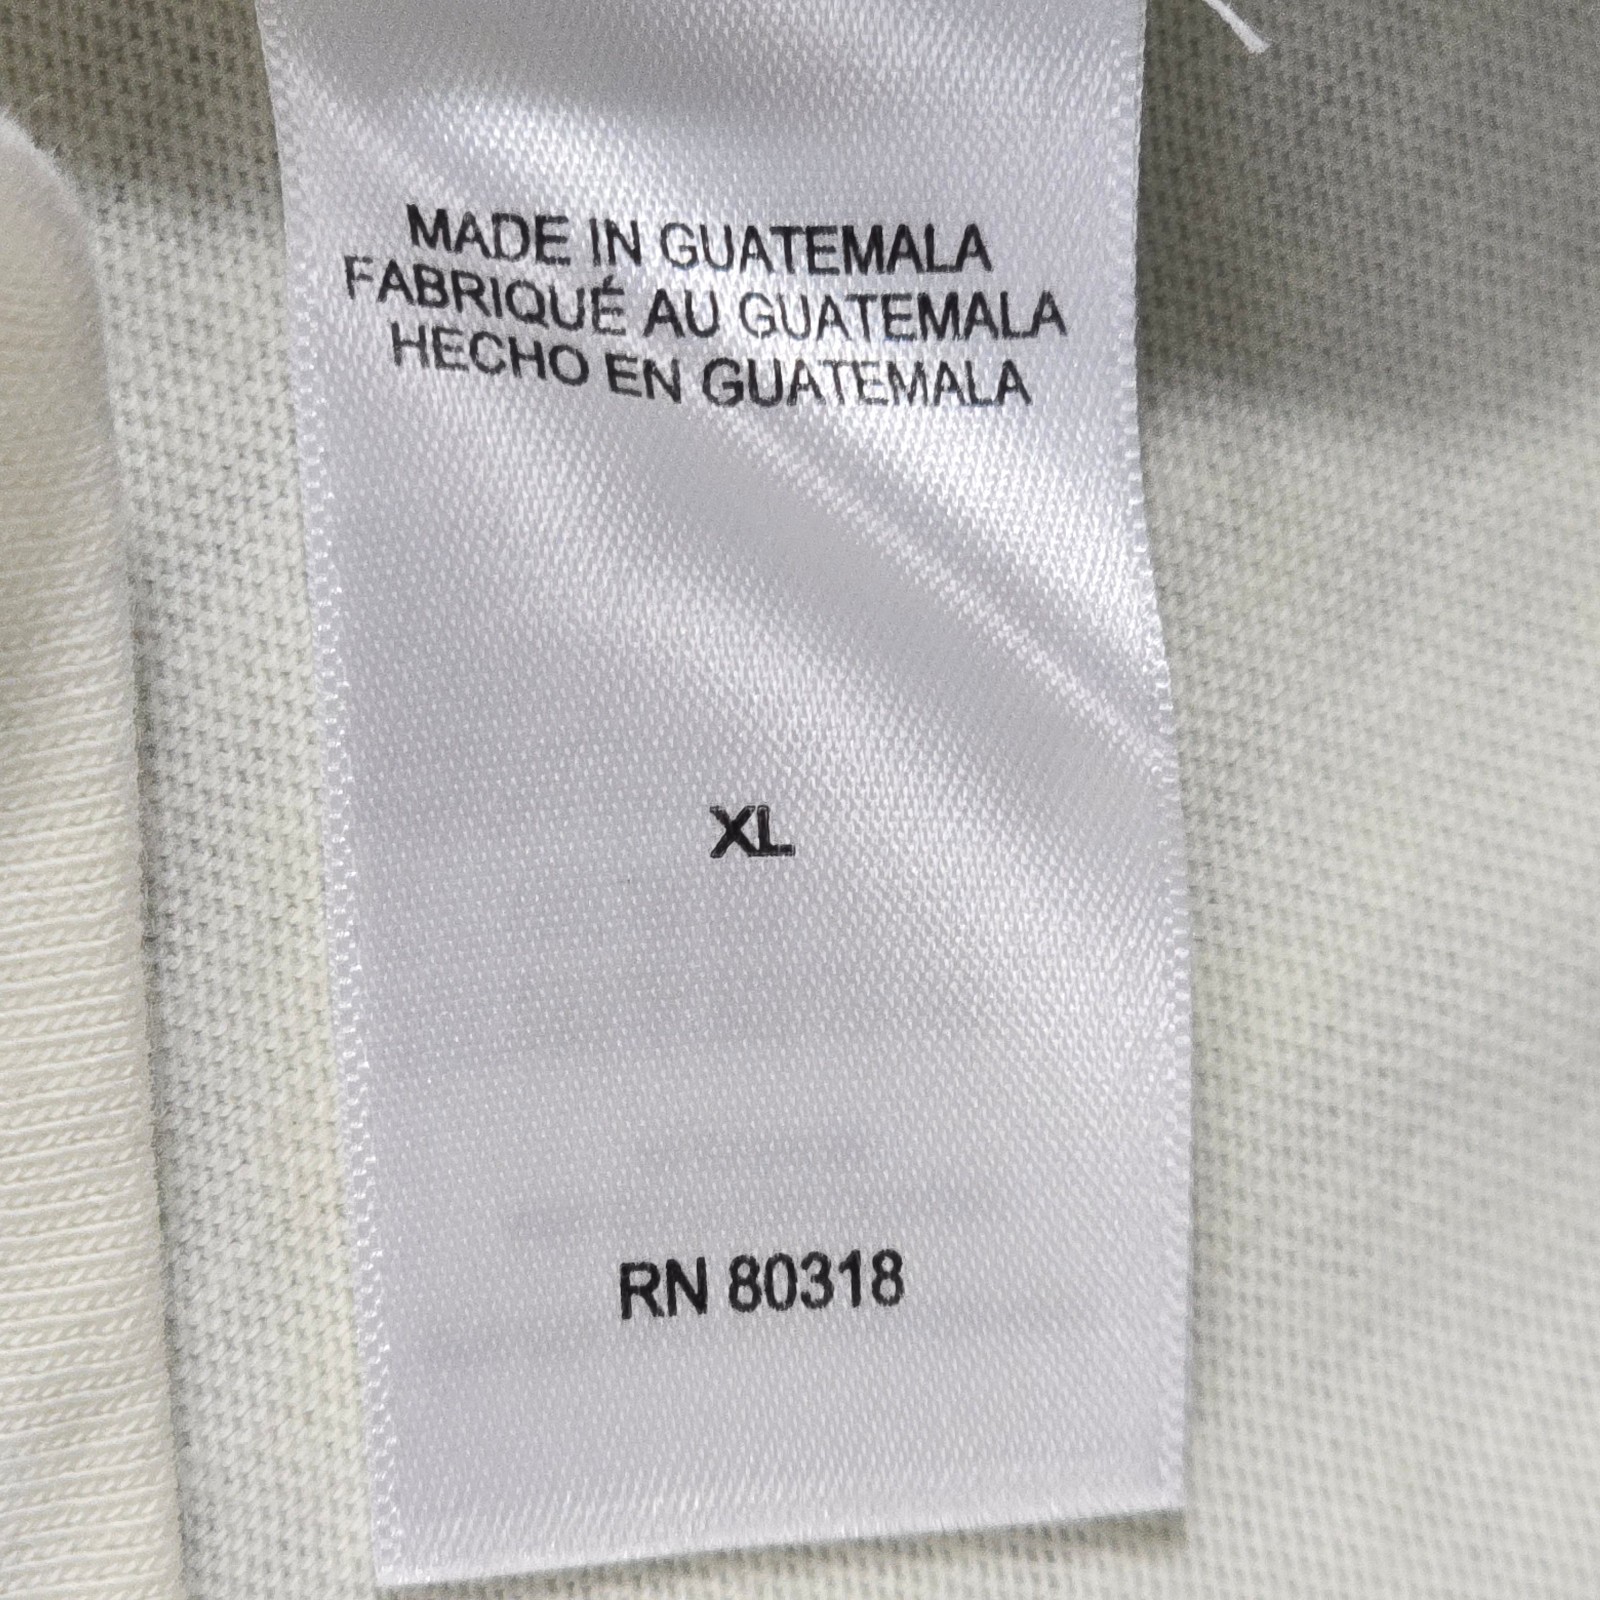 MADE IN GUATEMALA
FABRIQUÉ AU GUATEMALA
HECHO EN GUATEMALA
XL
RN 80318